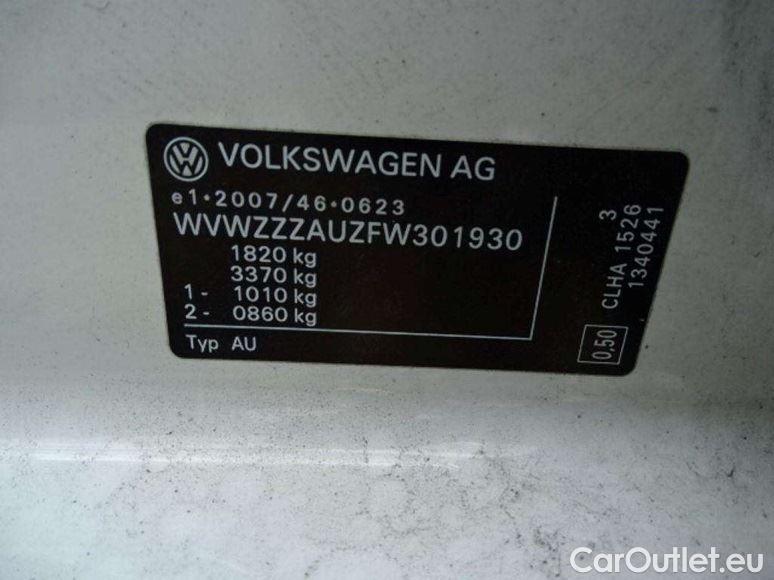 VOLKSWAGEN AG
e1•2007/46•0623
WVWZZZAUZFW301930
1820 kg
3370 kg
1 - 1010 kg
2 - 0860 kg
Typ AU
0,50
CLHA 1526
3
1340441
CarOutlet.eu